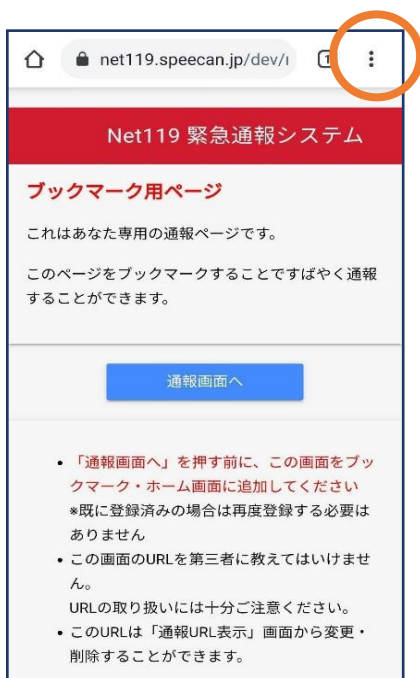 net119.speecan.jp/dev/
Net119 緊急通報システム
ブックマーク用ページ
これはあなた専用の通報ページです。
このページをブックマークすることですばやく通報
することができます。
通報画面へ
• 「通報画面へ」を押す前に、この画面をブッ
クマーク・ホーム画面に追加してください
*既に登録済みの場合は再度登録する必要は
ありません
• この画面のURLを第三者に教えてはいけませ
ん。
URLの取り扱いには十分ご注意ください。
• このURLは「通報URL表示」画面から変更・
削除することができます。